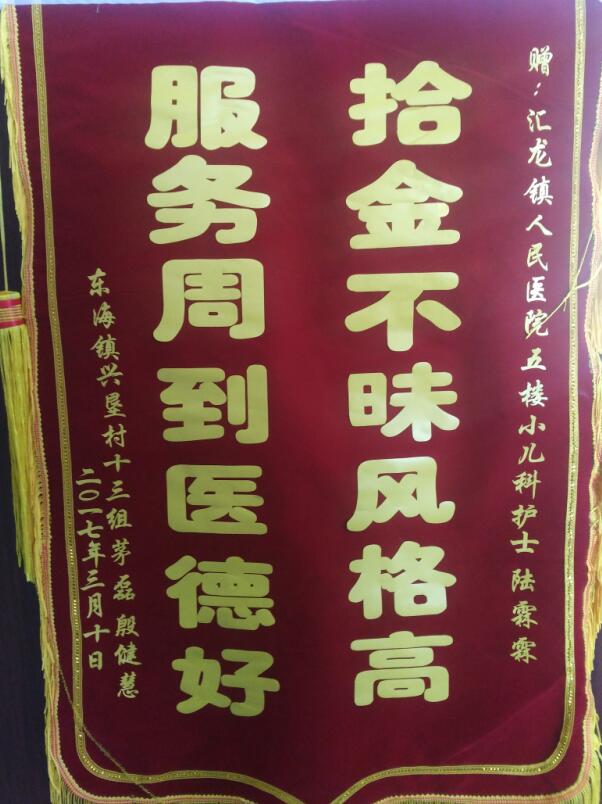 赠：汇龙镇人民医院五楼小儿科护士 陆霖霖
拾金不昧风格高
服务周到医德好
东海镇兴垦村十三组茅磊 殷健慧
二〇一七年三月十日